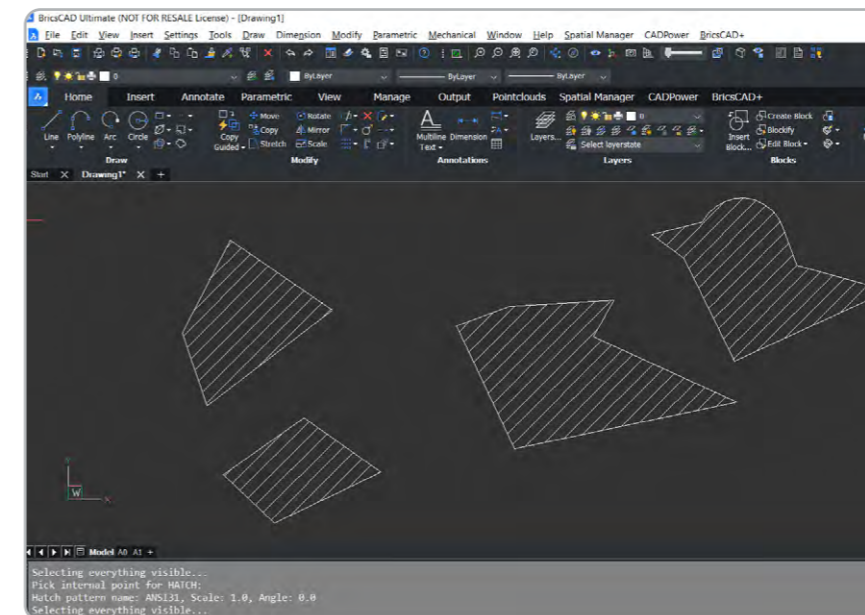 BricsCAD Ultimate (NOT FOR RESALE License) - [Drawing1]
File Edit View Insert Settings Tools Draw Dimension Modify Parametric Mechanical Window Help Spatial Manager CADPower BricsCAD+
0 ByLayer ByLayer ByLayer
Home Insert Annotate Parametric View Manage Output Pointclouds Spatial Manager CADPower BricsCAD+
Line Polyline Arc Circle
Copy Guided
Move Rotate
Copy Mirror
Stretch Scale
Multiline Text Dimension
Layers...
0
Select layerstate
Insert Block...
Create Block
Blockify
Edit Block
Draw Modify Annotations Layers Blocks
Start Drawing1*
Y
W
X
Model A0 A1 +
Selecting everything visible...
Pick internal point for HATCH:
Hatch pattern name: ANSI31, Scale: 1.0, Angle: 0.0
Selecting everything visible...